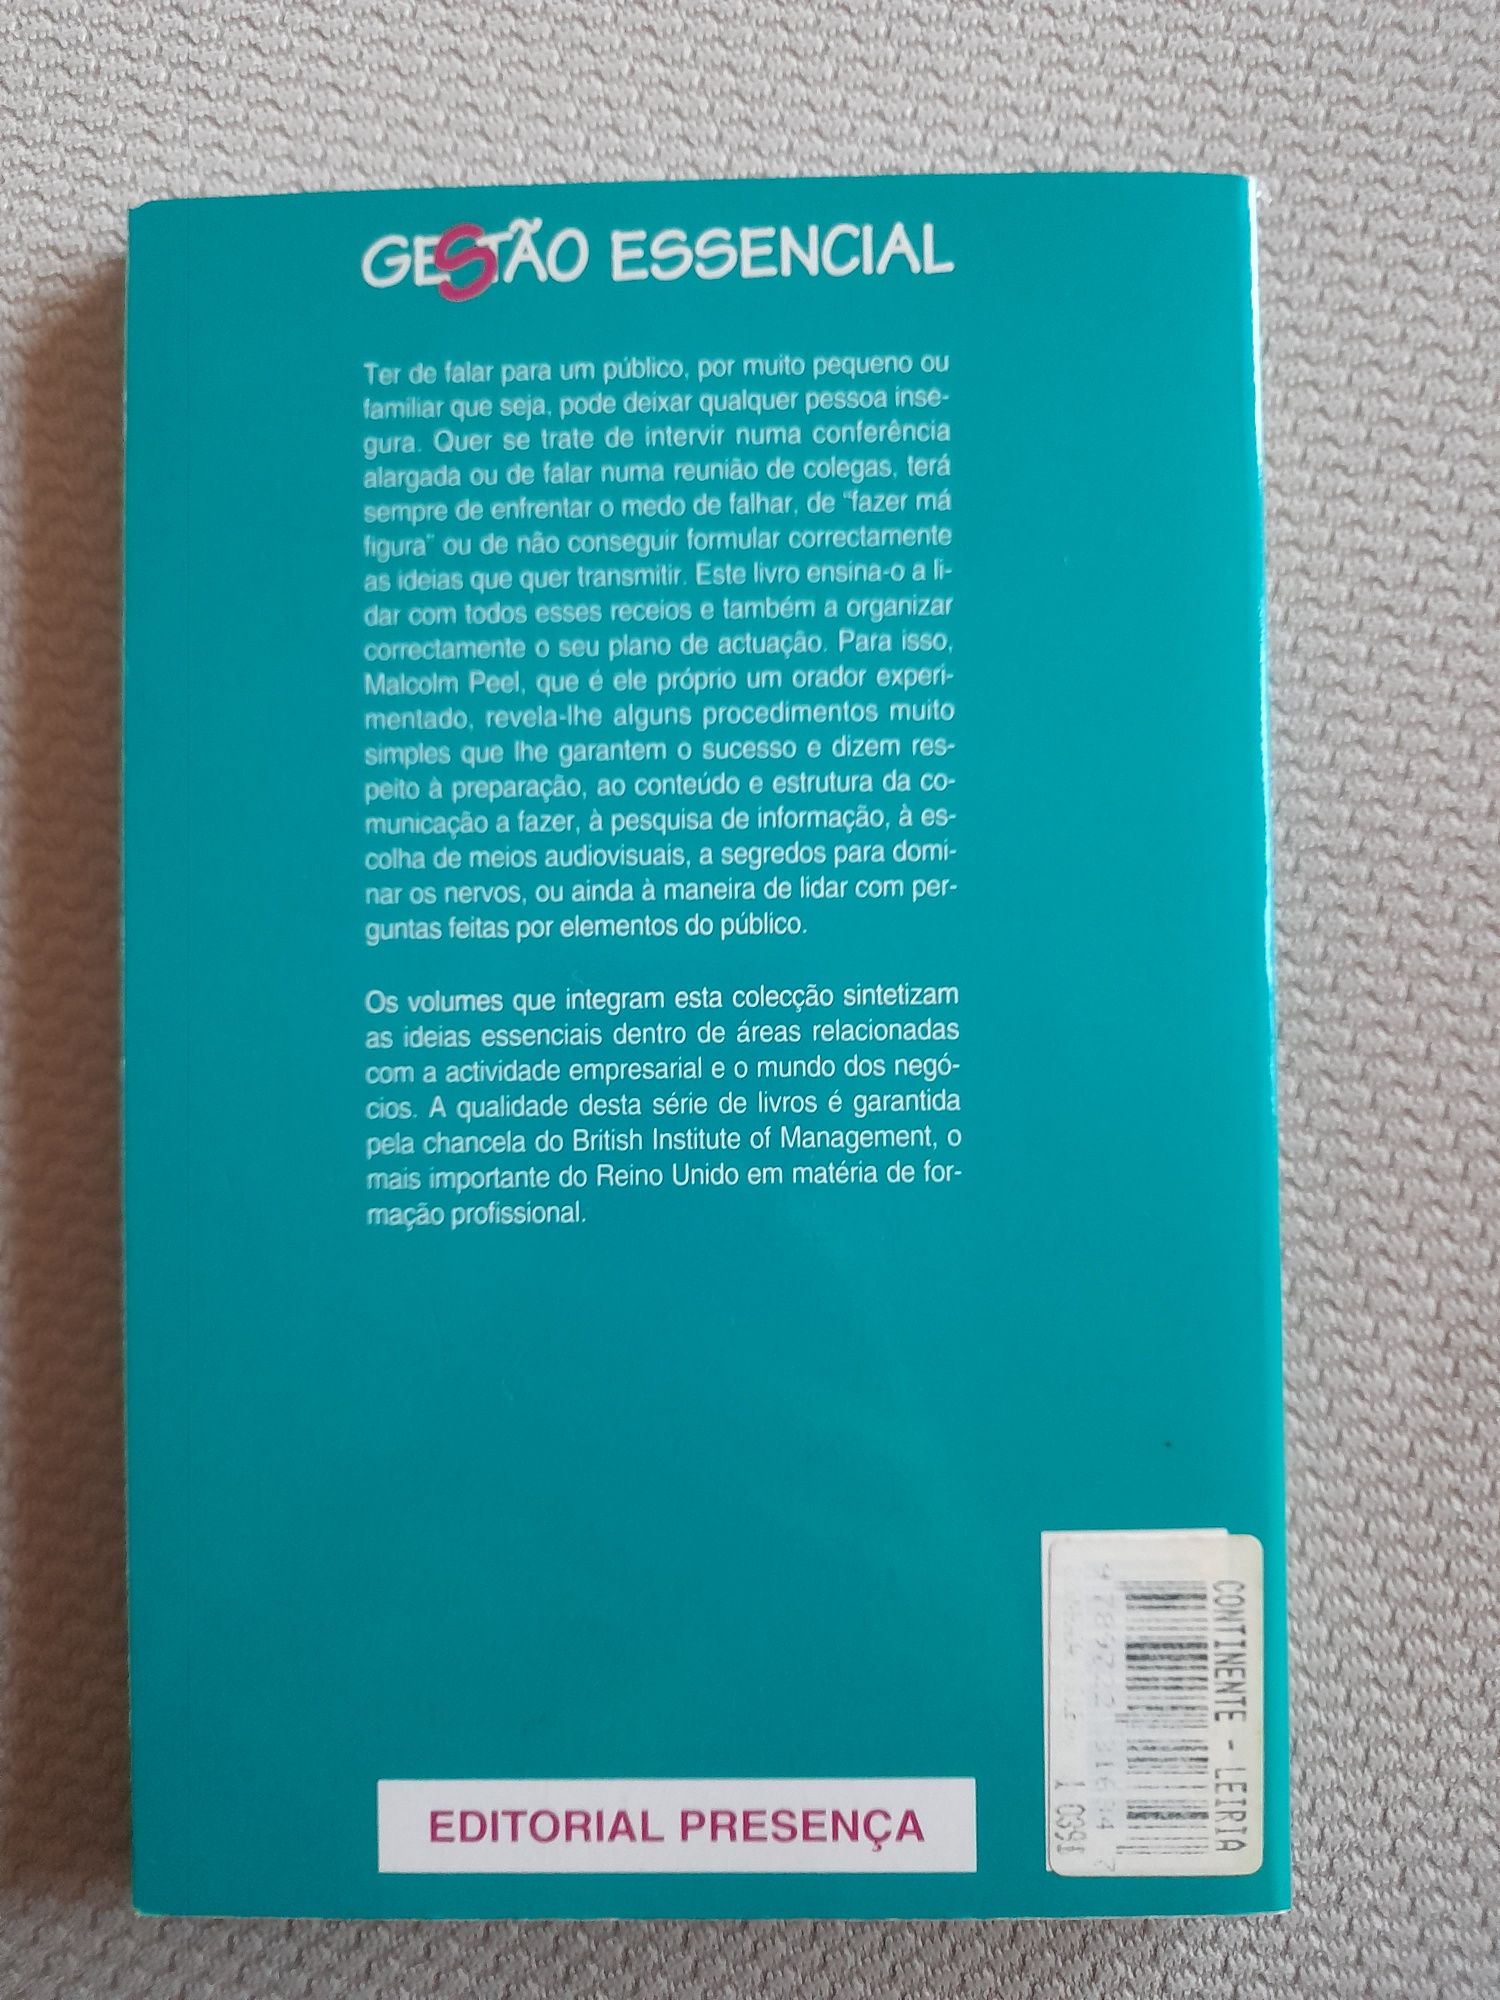 GESTÃO ESSENCIAL
Ter de falar para um público, por muito pequeno ou
familiar que seja, pode deixar qualquer pessoa inse-
gura. Quer se trate de intervir numa conferência
alargada ou de falar numa reunião de colegas, terá
sempre de enfrentar o medo de falhar, de "fazer má
figura" ou de não conseguir formular correctamente
as ideias que quer transmitir. Este livro ensina-o a li-
dar com todos esses receios e também a organizar
correctamente o seu plano de actuação. Para isso,
Malcolm Peel, que é ele próprio um orador experi-
mentado, revela-lhe alguns procedimentos muito
simples que lhe garantem o sucesso e dizem res-
peito à preparação, ao conteúdo e estrutura da co-
municação a fazer, à pesquisa de informação, à es-
colha de meios audiovisuais, a segredos para domi-
nar os nervos, ou ainda à maneira de lidar com per-
guntas feitas por elementos do público.
Os volumes que integram esta colecção sintetizam
as ideias essenciais dentro de áreas relacionadas
com a actividade empresarial e o mundo dos negó-
cios. A qualidade desta série de livros é garantida
pela chancela do British Institute of Management, o
mais importante do Reino Unido em matéria de for-
mação profissional.
EDITORIAL PRESENÇA
CONTINENTE - LEIRIA